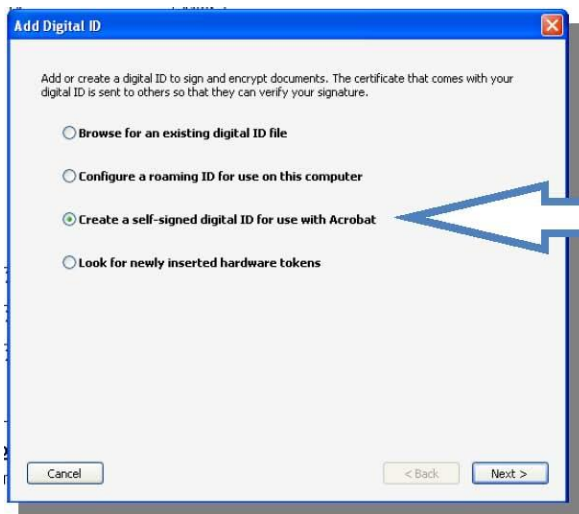 Add Digital ID
Add or create a digital ID to sign and encrypt documents. The certificate that comes with your
digital ID is sent to others so that they can verify your signature.
Browse for an existing digital ID file
Configure a roaming ID for use on this computer
Create a self-signed digital ID for use with Acrobat
Look for newly inserted hardware tokens
Cancel
< Back
Next >